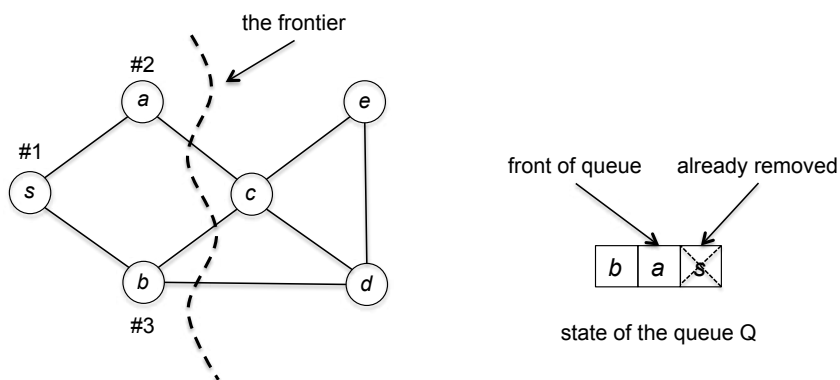 the frontier
#2
a
e
#1
s
c
front of queue
already removed
b
d
#3
b a s
state of the queue Q